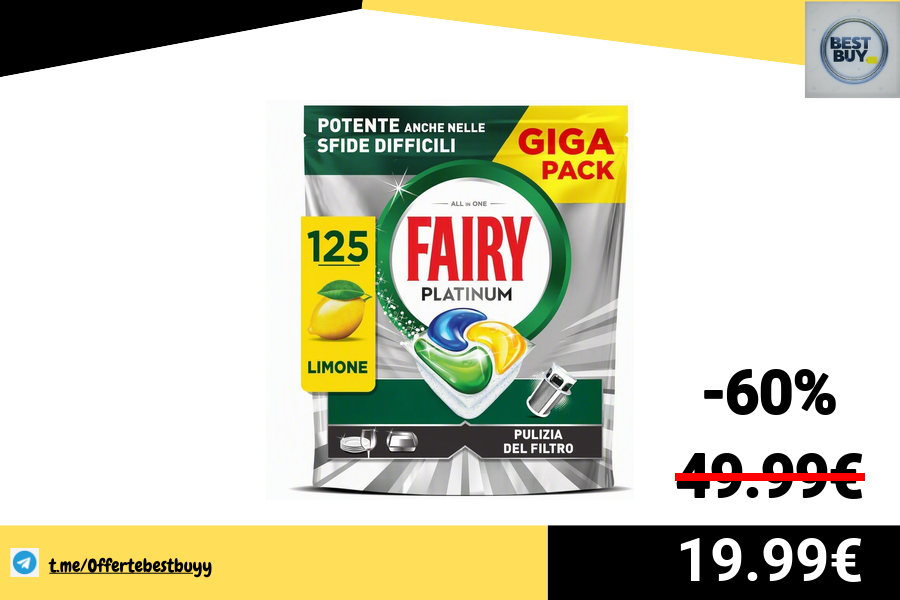 BEST
BUY
POTENTE ANCHE NELLE
SFIDE DIFFICILI
GIGA
PACK
ALL IN ONE
125
FAIRY
PLATINUM
LIMONE
PULIZIA
DEL FILTRO
-60%
49.99€
19.99€
t.me/Offertebestbuyy